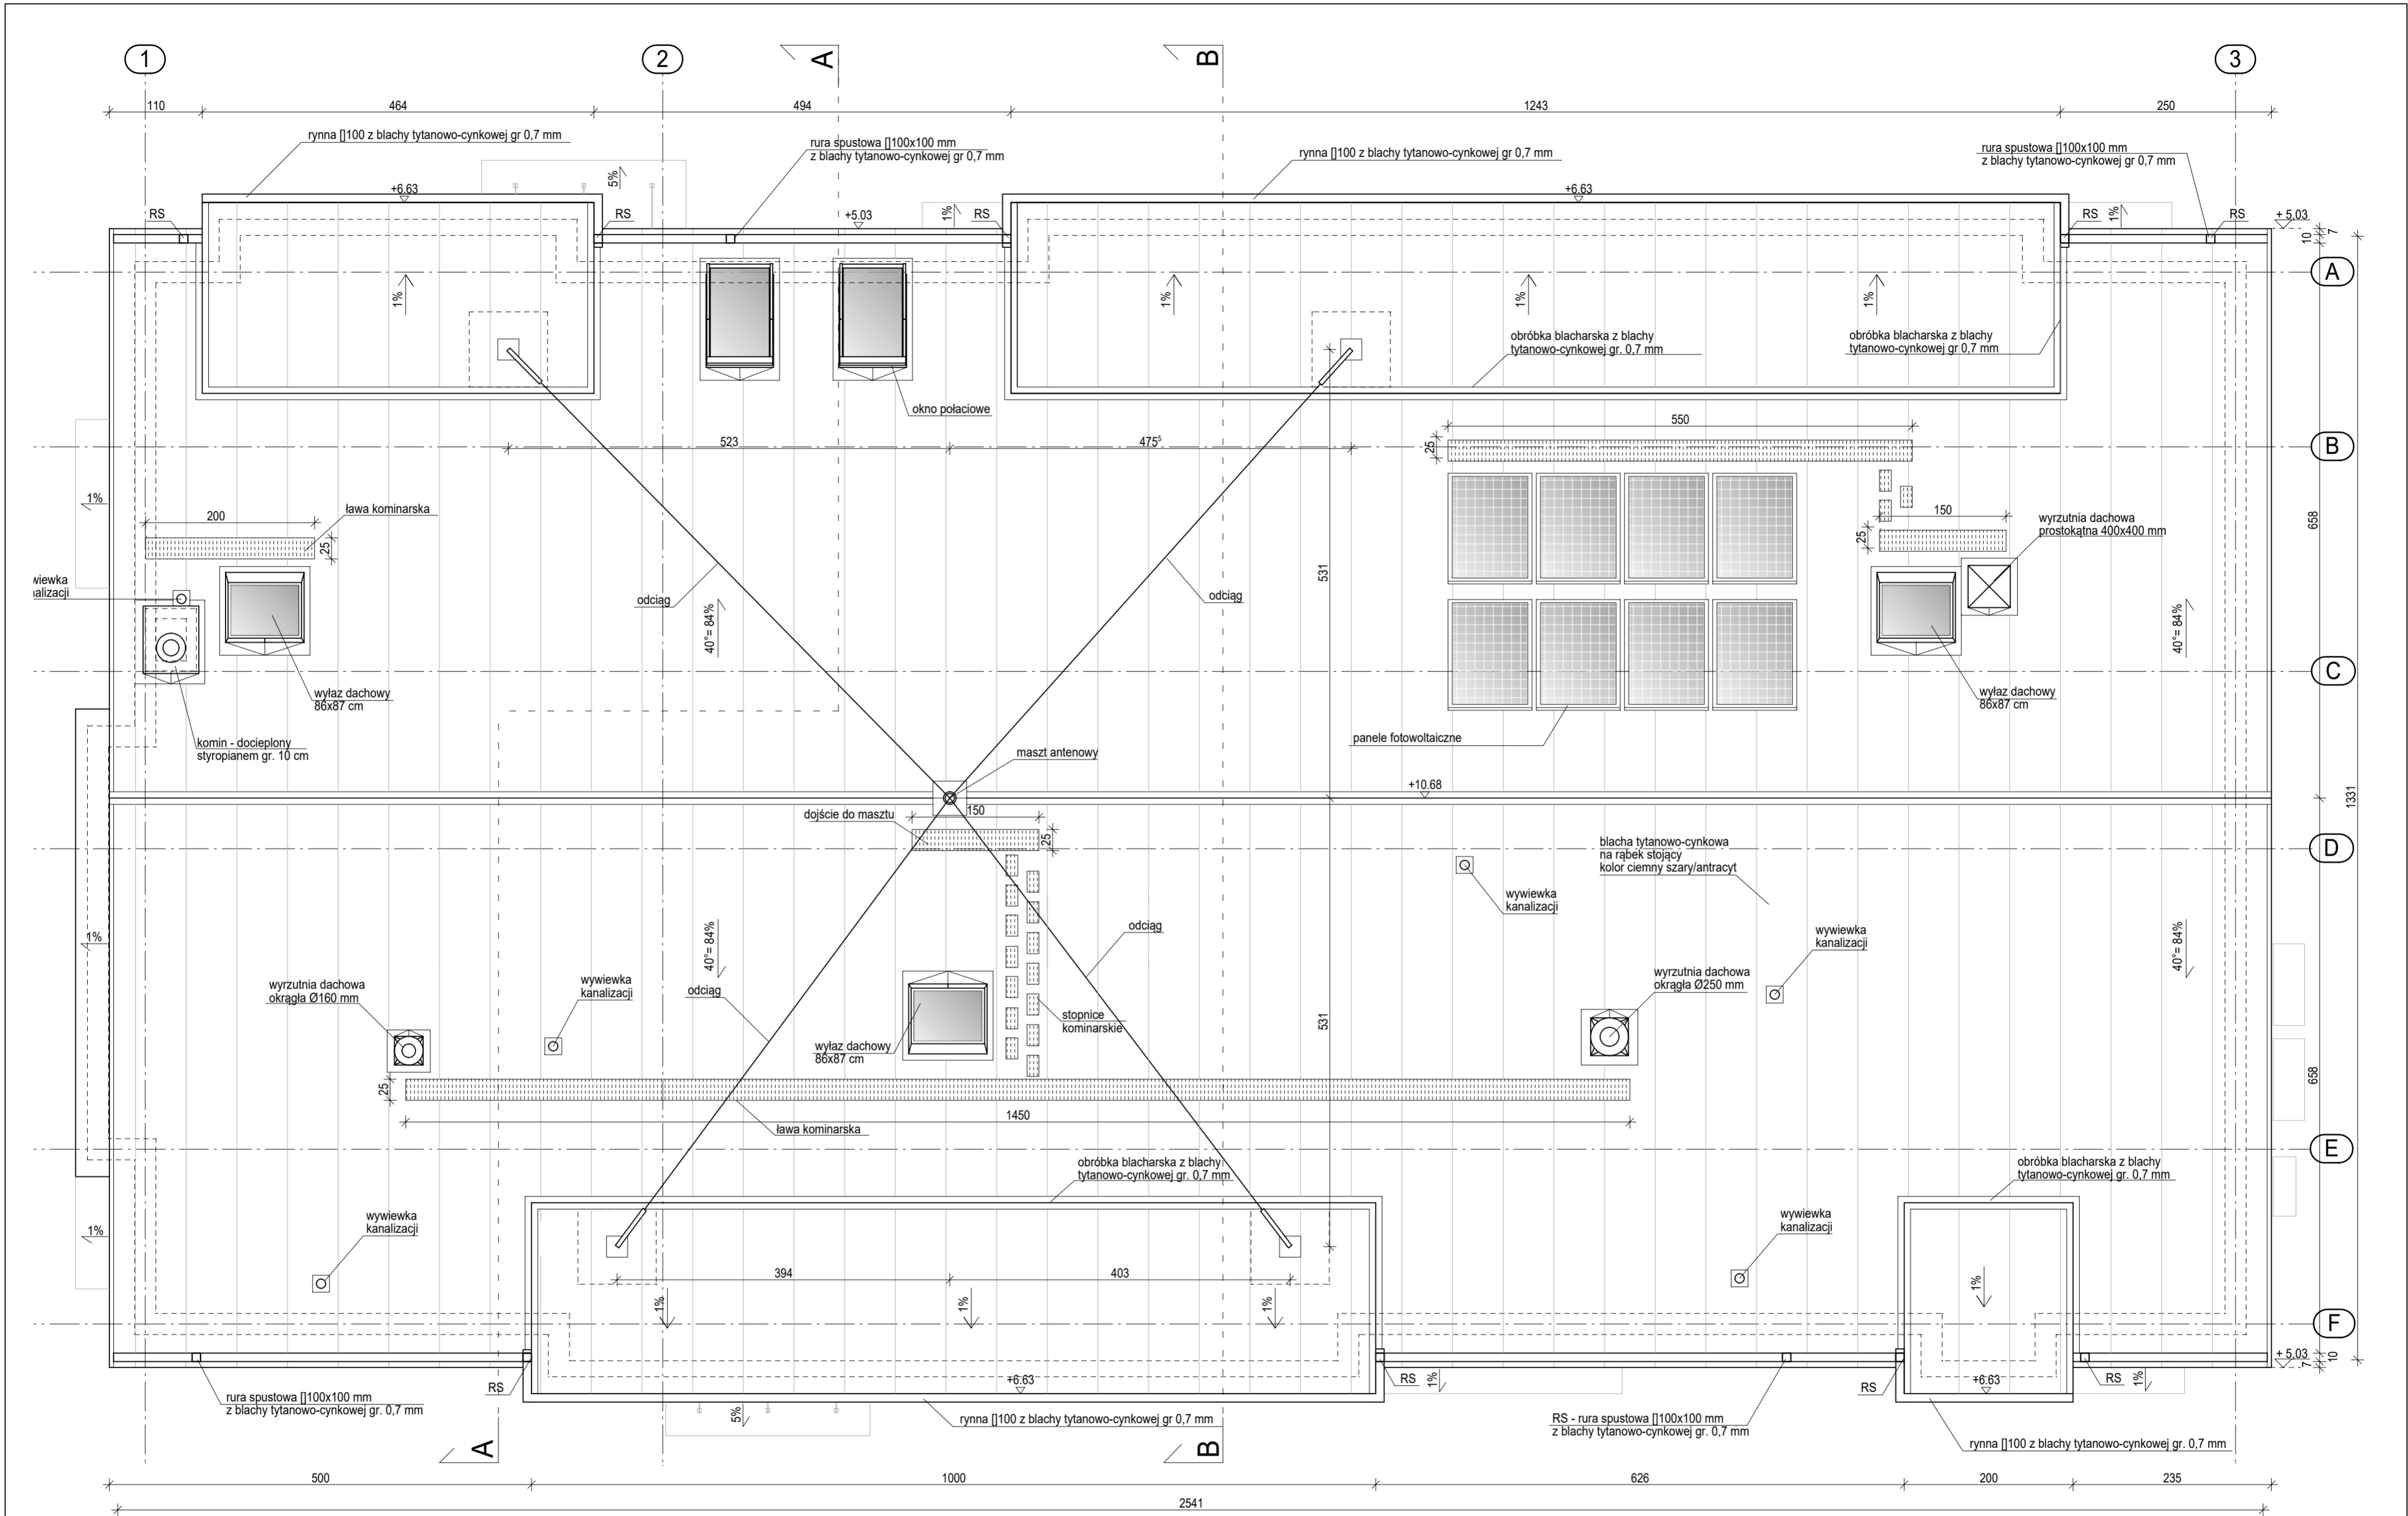 1
2
A
B
3
110
464
494
1243
250
rynna []100 z blachy tytanowo-cynkowej gr 0,7 mm
rura spustowa []100x100 mm
z blachy tytanowo-cynkowej gr 0,7 mm
rynna []100 z blachy tytanowo-cynkowej gr 0,7 mm
rura spustowa []100x100 mm
z blachy tytanowo-cynkowej gr 0,7 mm
5%
+6.63
+6.63
RS
RS
+5.03
1%
RS
RS
1%
RS
+ 5.03
7
10
A
1%
1%
1%
1%
obróbka blacharska z blachy
tytanowo-cynkowej gr. 0,7 mm
obróbka blacharska z blachy
tytanowo-cynkowej gr 0,7 mm
okno połaciowe
550
523
475⁵
25
B
1%
200
ława kominarska
25
150
25
wyrzutnia dachowa
prostokątna 400x400 mm
658
wiewka
nalizacji
odciąg
531
odciąg
40°= 84%
40°= 84%
C
wyłaz dachowy
86x87 cm
wyłaz dachowy
86x87 cm
komin - docieplony
styropianem gr. 10 cm
panele fotowoltaiczne
maszt antenowy
+10.68
1331
150
dojście do masztu
25
blacha tytanowo-cynkowa
na rąbek stojący
kolor ciemny szary/antracyt
D
wywiewka
kanalizacji
1%
40°= 84%
odciąg
wywiewka
kanalizacji
40°= 84%
wyrzutnia dachowa
okrągła Ø160 mm
wywiewka
kanalizacji
odciąg
wyrzutnia dachowa
okrągła Ø250 mm
stopnice
kominarskie
531
wyłaz dachowy
86x87 cm
658
25
1450
ława kominarska
E
obróbka blacharska z blachy
tytanowo-cynkowej gr. 0,7 mm
obróbka blacharska z blachy
tytanowo-cynkowej gr. 0,7 mm
1%
wywiewka
kanalizacji
wywiewka
kanalizacji
394
403
1%
1%
1%
1%
F
+ 5.03
10
7
RS
+6.63
RS
1%
RS
+6.63
RS
1%
rura spustowa []100x100 mm
z blachy tytanowo-cynkowej gr. 0,7 mm
5%
rynna []100 z blachy tytanowo-cynkowej gr 0,7 mm
RS - rura spustowa []100x100 mm
z blachy tytanowo-cynkowej gr. 0,7 mm
rynna []100 z blachy tytanowo-cynkowej gr. 0,7 mm
A
B
500
1000
626
200
235
2541